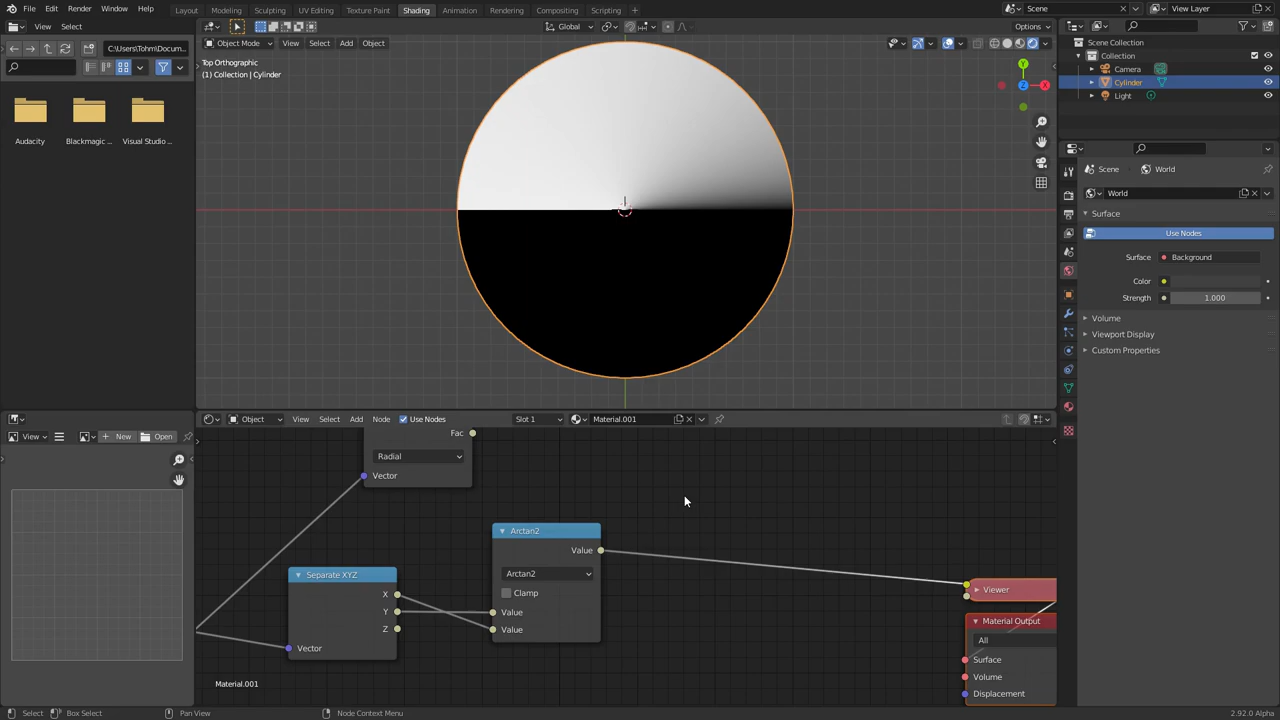 File Edit Render Window Help Layout Modeling Sculpting UV Editing Texture Paint Shading Animation Rendering Compositing Scripting Scene View Layer
View Select C:\Users\Tohm\Docum... Global Options
Object Mode View Select Add Object
Top Orthographic
(1) Collection | Cylinder
Y
Z
X
Audacity Blackmagic ... Visual Studio ...
Scene Collection
Collection
Camera
Cylinder
Light
Scene World
World
Surface
Use Nodes
Surface Background
Color
Strength 1.000
Volume
Viewport Display
Custom Properties
View New Open
Object View Select Add Node Use Nodes Slot 1 Material.001
Fac
Radial
Vector
Arctan2
Value
Arctan2
Clamp
Value
Value
Separate XYZ
X
Y
Z
Vector
Viewer
Material Output
All
Surface
Volume
Displacement
Material.001
Select Box Select Pan View Node Context Menu 2.92.0 Alpha